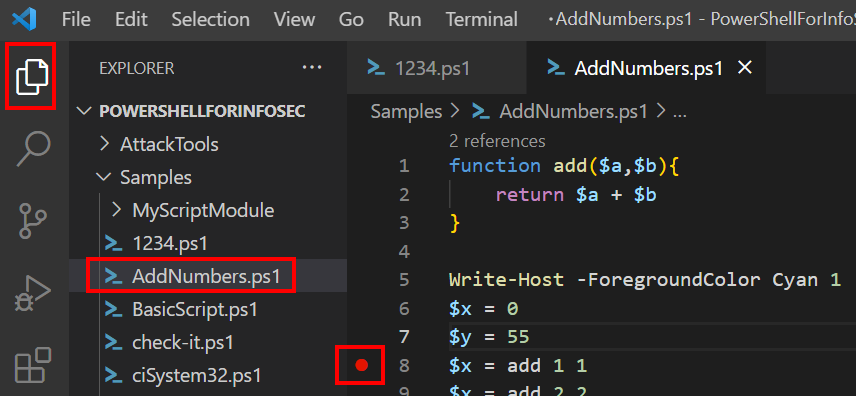 File Edit Selection View Go Run Terminal •AddNumbers.ps1 - PowerShellForInfoS
EXPLORER ···
1234.ps1 AddNumbers.ps1
POWERSHELLFORINFOSEC
AttackTools
Samples
MyScriptModule
1234.ps1
AddNumbers.ps1
BasicScript.ps1
check-it.ps1
ciSystem32.ps1
Samples > AddNumbers.ps1 > ...
2 references
1 function add($a,$b){
2 return $a + $b
3 }
4
5 Write-Host -ForegroundColor Cyan 1
6 $x = 0
7 $y = 55
8 $x = add 1 1
9 $x = add 2 2